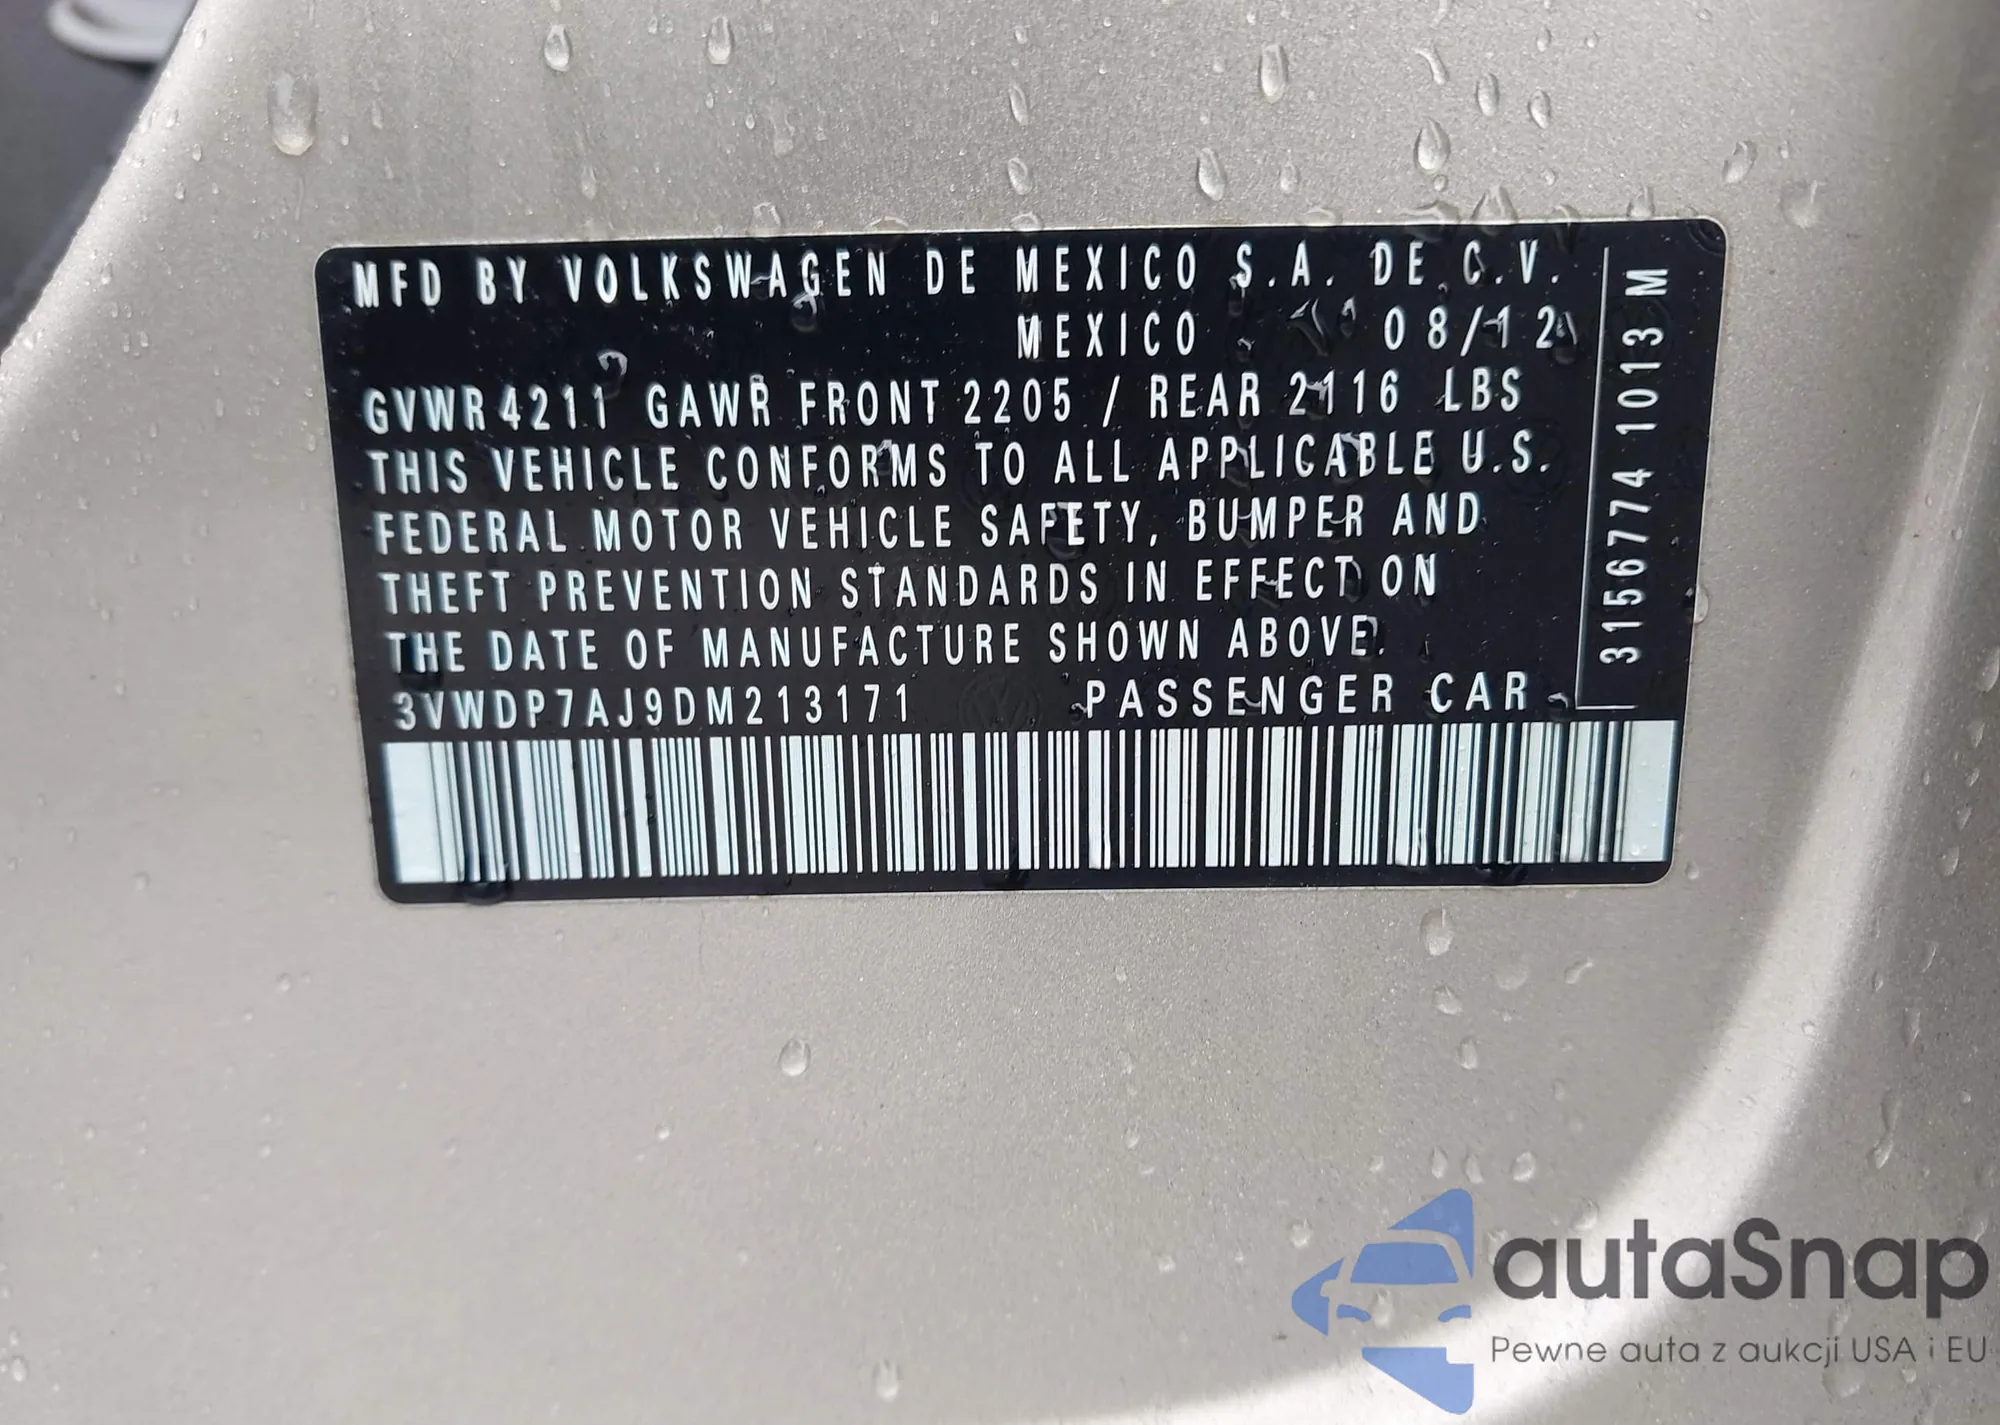 MFD BY VOLKSWAGEN DE MEXICO S.A. DE C.V.
MEXICO 08/12
GVWR 4211 GAWR FRONT 2205 / REAR 2116 LBS
THIS VEHICLE CONFORMS TO ALL APPLICABLE U.S.
FEDERAL MOTOR VEHICLE SAFETY, BUMPER AND
THEFT PREVENTION STANDARDS IN EFFECT ON
THE DATE OF MANUFACTURE SHOWN ABOVE.
3VWDP7AJ9DM213171 PASSENGER CAR
3156774 1013 M
autaSnap
Pewne auta z aukcji USA i EU